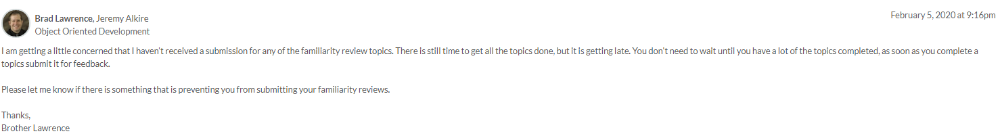 Brad Lawrence, Jeremy Alkire
February 5, 2020 at 9:16pm
Object Oriented Development
I am getting a little concerned that I haven't received a submission for any of the familiarity review topics. There is still time to get all the topics done, but it is getting late. You don't need to wait until you have a lot of the topics completed, as soon as you complete a
topics submit it for feedback.
Please let me know if there is something that is preventing you from submitting your familiarity reviews.
Thanks,
Brother Lawrence